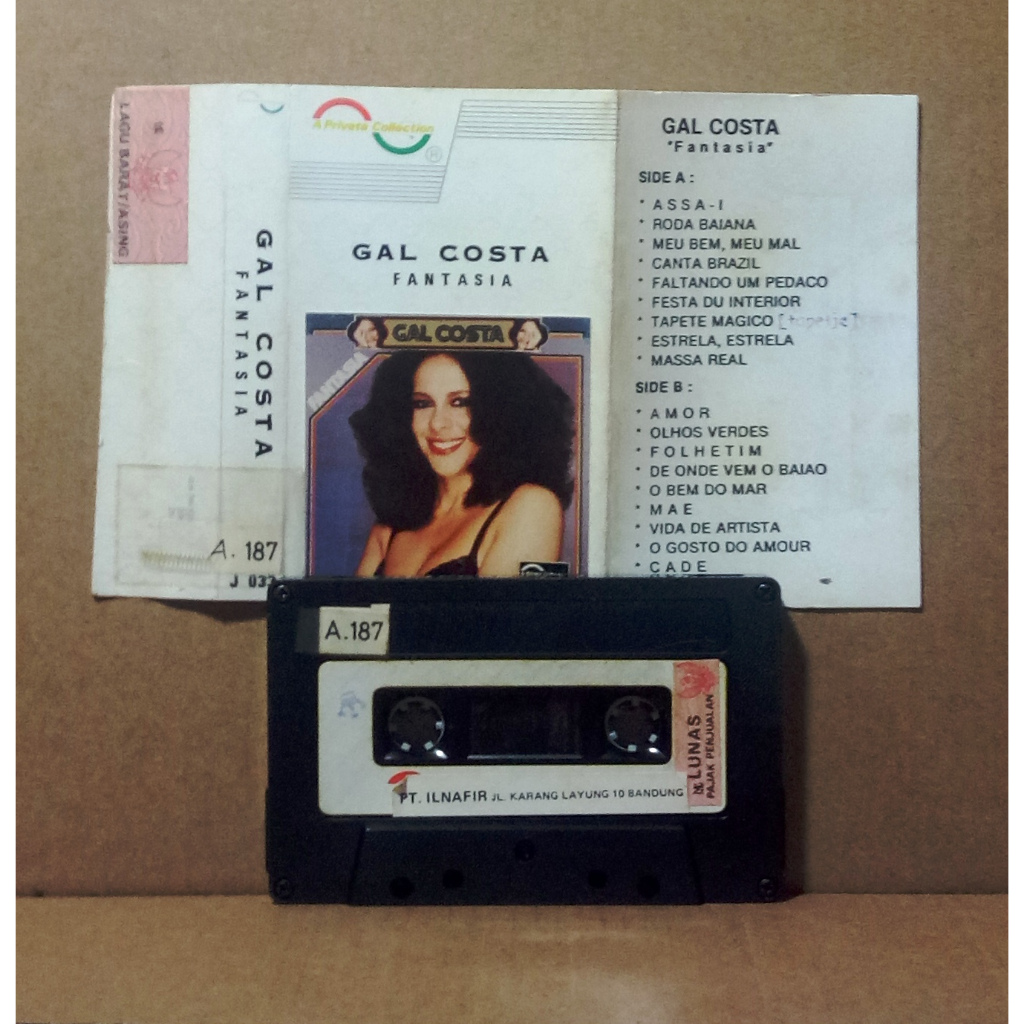 LAGU BARAT/ASING
GAL COSTA
FANTASIA
A. 187
J 033
A Private Collection
®
GAL COSTA
FANTASIA
GAL COSTA
FANTASIA
GAL COSTA
"Fantasia"
SIDE A :
* ASSA-I
* RODA BAIANA
* MEU BEM, MEU MAL
* CANTA BRAZIL
* FALTANDO UM PEDACO
* FESTA DU INTERIOR
* TAPETE MAGICO
* ESTRELA, ESTRELA
* MASSA REAL
SIDE B :
* AMOR
* OLHOS VERDES
* FOLHETIM
* DE ONDE VEM O BAIAO
* O BEM DO MAR
* MAE
* VIDA DE ARTISTA
* O GOSTO DO AMOUR
* CADE
A.187
LUNAS
PAJAK PENJUALAN
PT. ILNAFIR JL. KARANG LAYUNG 10 BANDUNG